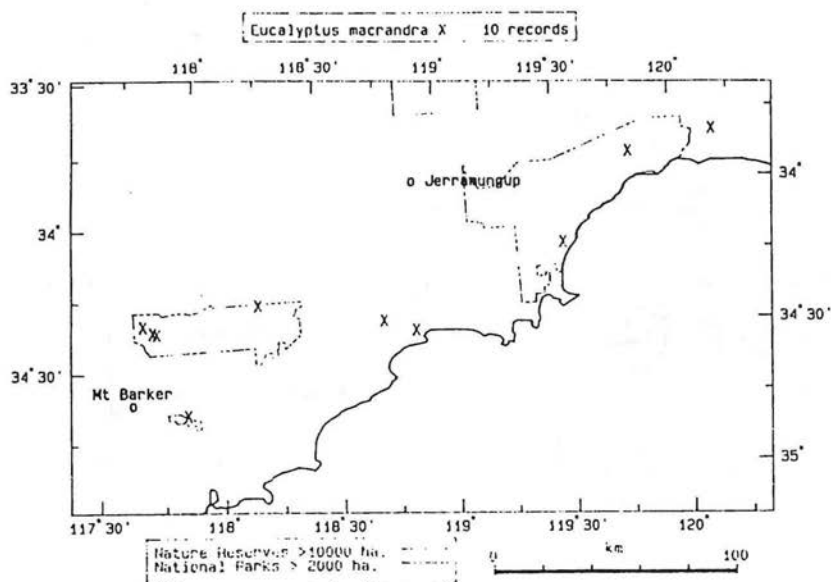 Eucalyptus macrandra X 10 records
118° 118° 30' 119° 119° 30' 120°
33° 30'
X
X
o Jerramungup
34°
34°
X
X
X X
X X X
34° 30'
34° 30'
Mt Barker
o
X
35°
117° 30' 118° 118° 30' 119° 119° 30' 120°
Nature Reserves >10000 ha.
National Parks > 2000 ha.
km
0 100